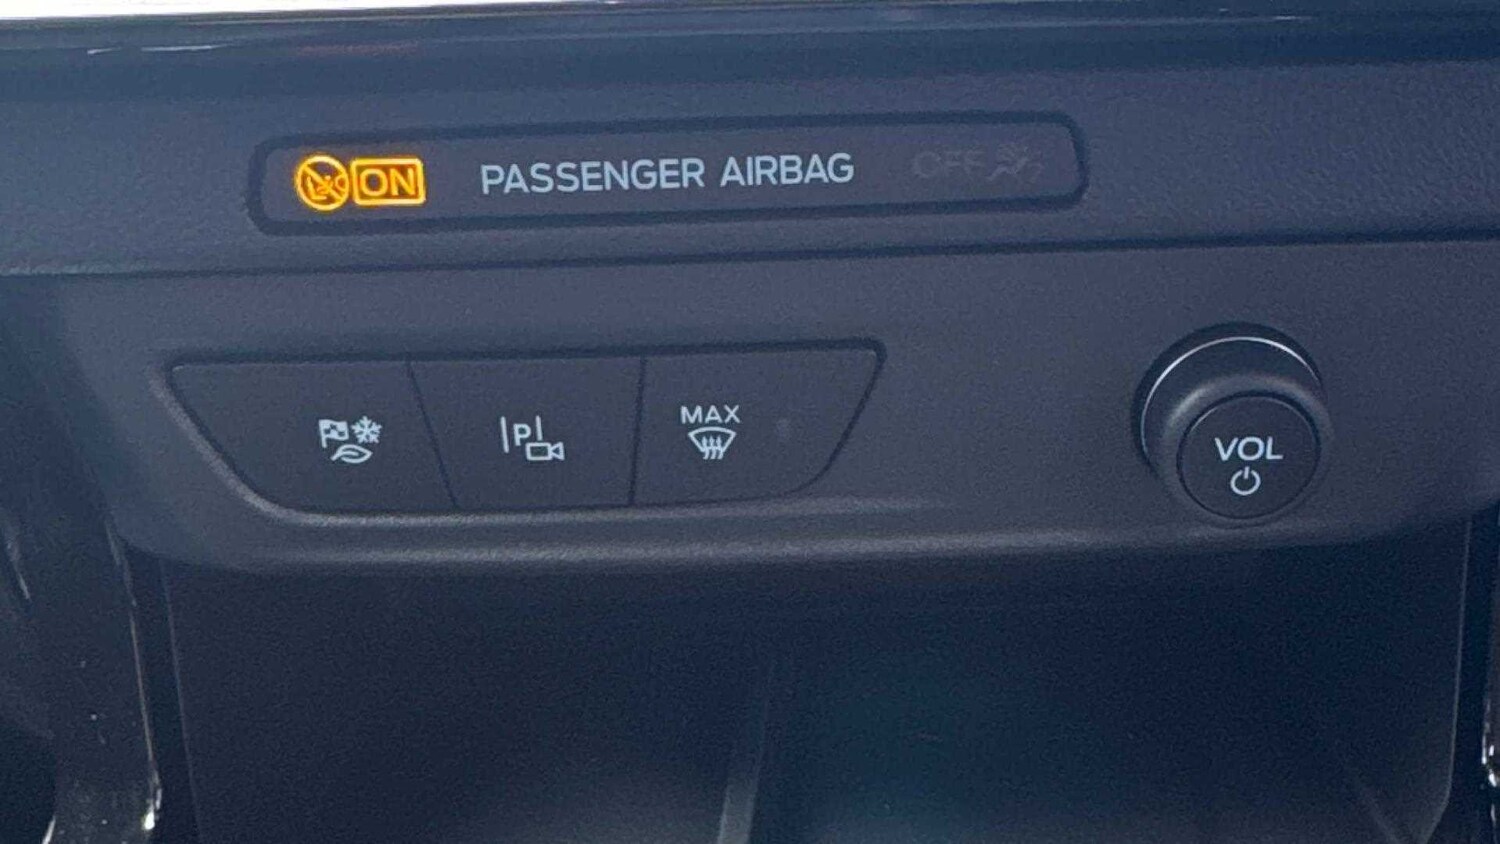 ON PASSENGER AIRBAG OFF
P MAX
VOL